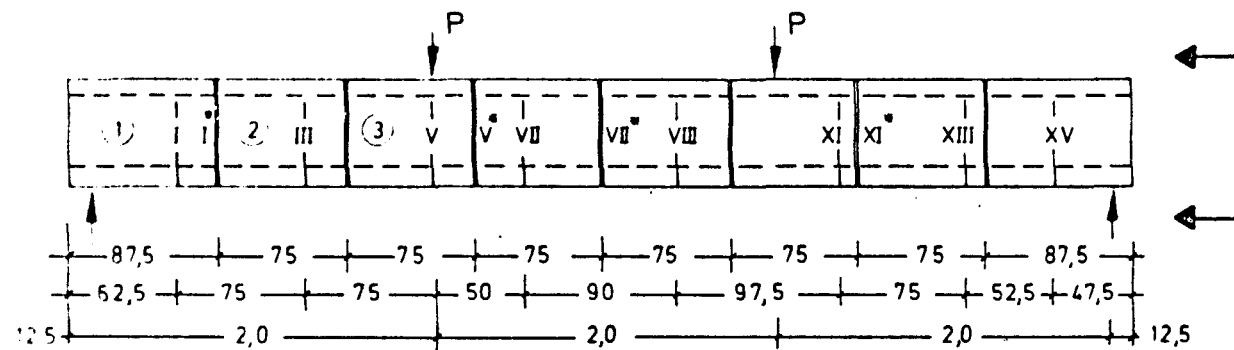 P P
① I I* ② III ③ V V* VII VII* VIII XI XI* XIII XV
87,5 75 75 75 75 75 75 87,5
62,5 75 75 50 90 97,5 75 52,5 47,5
12,5 2,0 2,0 2,0 12,5